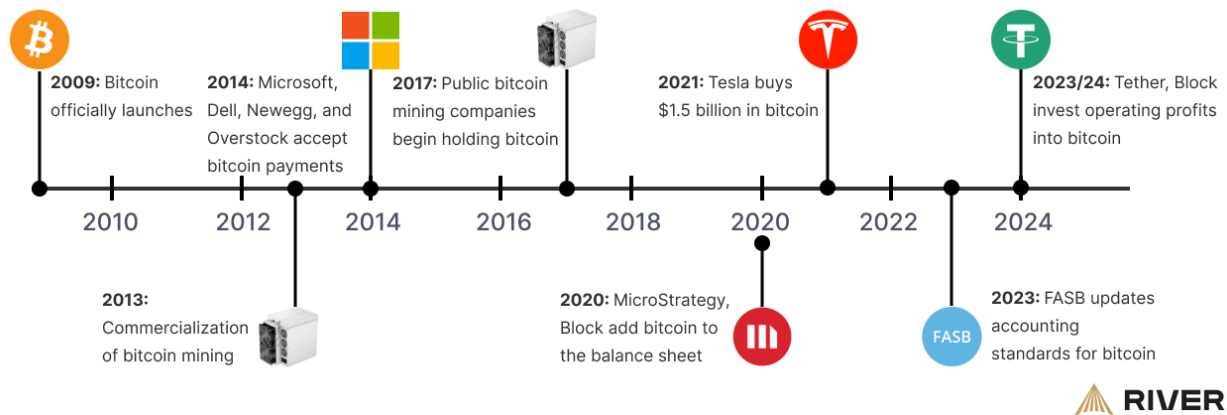 2009: Bitcoin
officially launches
2014: Microsoft,
Dell, Newegg, and
Overstock accept
bitcoin payments
2017: Public bitcoin
mining companies
begin holding bitcoin
2021: Tesla buys
$1.5 billion in bitcoin
2023/24: Tether, Block
invest operating profits
into bitcoin
2010
2012
2014
2016
2018
2020
2022
2024
2013:
Commercialization
of bitcoin mining
2020: MicroStrategy,
Block add bitcoin to
the balance sheet
FASB
2023: FASB updates
accounting
standards for bitcoin
RIVER